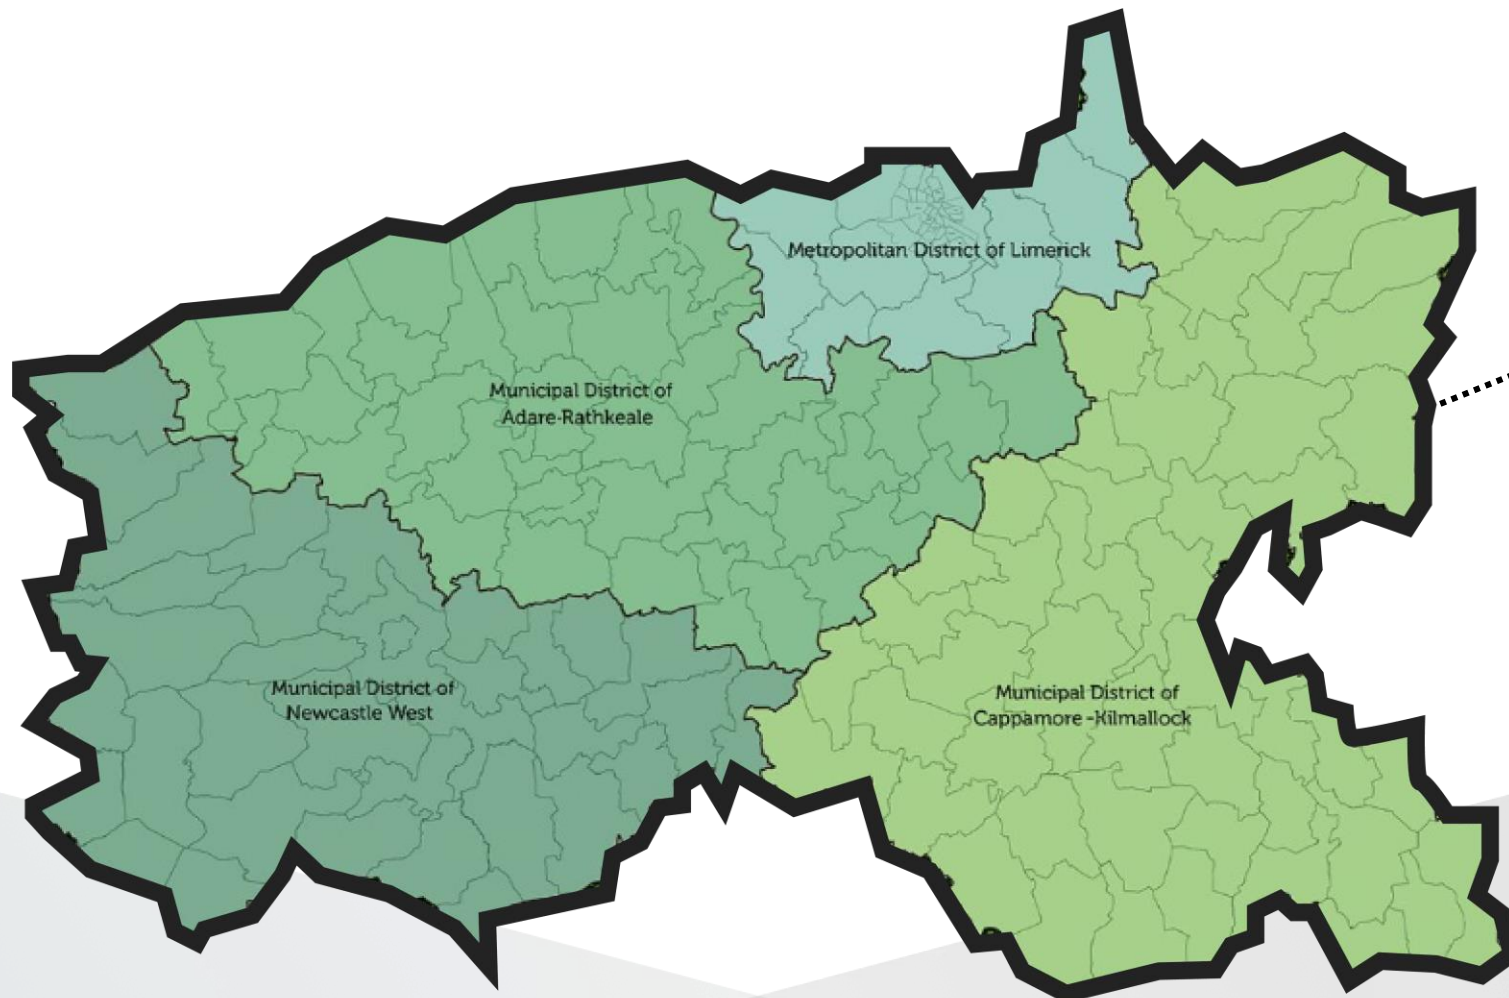 Metropolitan District of Limerick
Municipal District of
Adare-Rathkeale
Municipal District of
Newcastle West
Municipal District of
Cappamore -Kilmallock